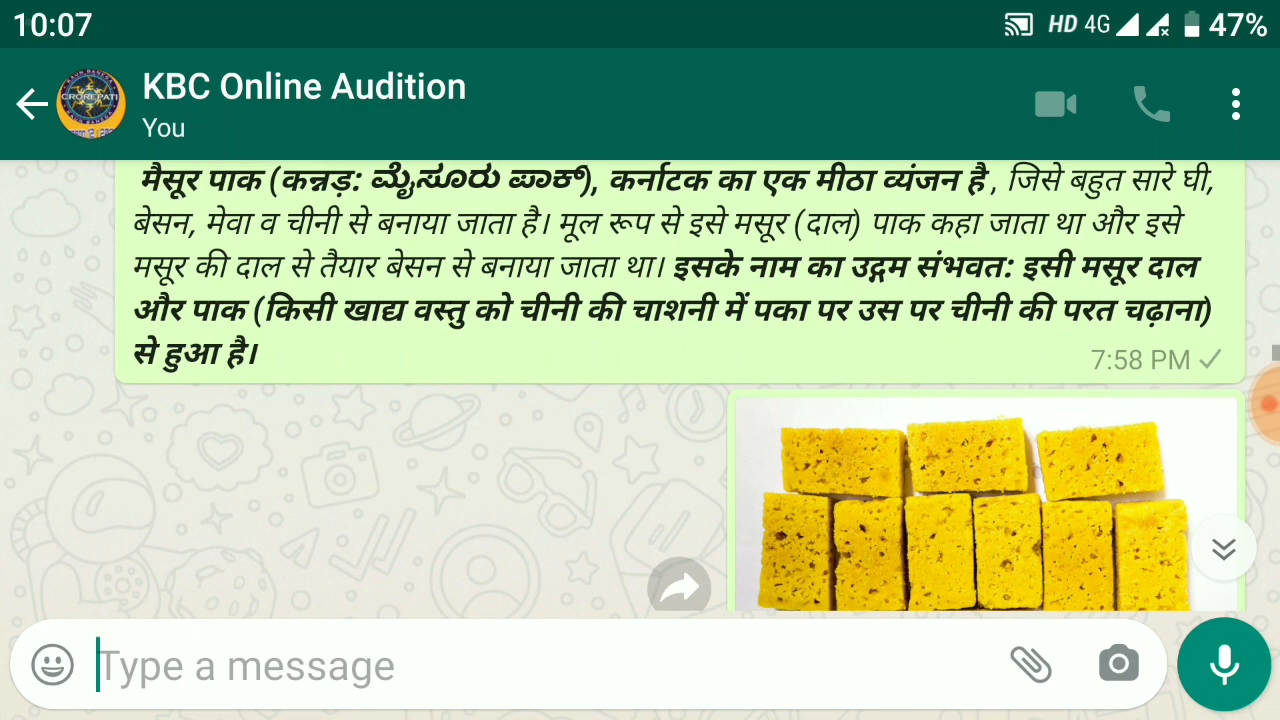 10:07 HD 4G 47%
KBC Online Audition
CROREPATI
You
मैसूर पाक (कन्नड़: ಮೈಸೂರು ಪಾಕ್), कर्नाटक का एक मीठा व्यंजन है, जिसे बहुत सारे घी,
बेसन, मेवा व चीनी से बनाया जाता है। मूल रूप से इसे मसूर (दाल) पाक कहा जाता था और इसे
मसूर की दाल से तैयार बेसन से बनाया जाता था। इसके नाम का उद्गम संभवत: इसी मसूर दाल
और पाक (किसी खाद्य वस्तु को चीनी की चाशनी में पका पर उस पर चीनी की परत चढ़ाना)
से हुआ है।
7:58 PM
Type a message